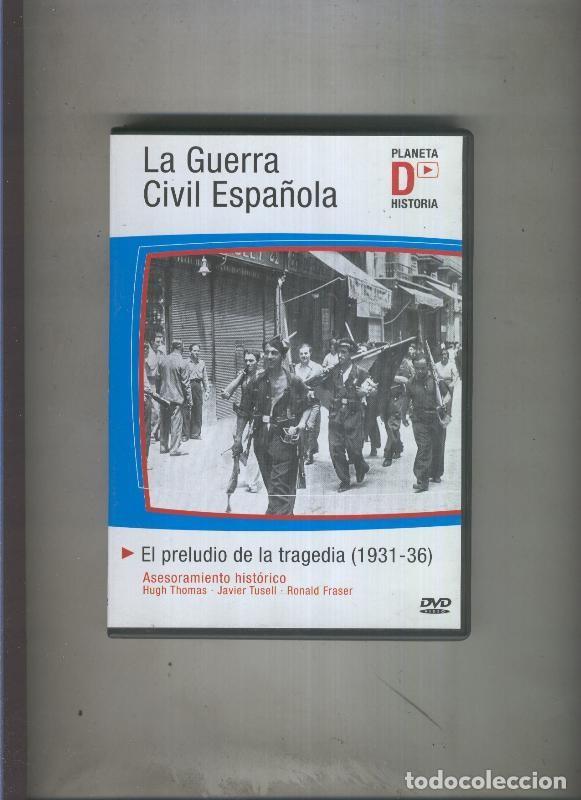 La Guerra
Civil Española
PLANETA
D
HISTORIA
El preludio de la tragedia (1931-36)
Asesoramiento histórico
Hugh Thomas · Javier Tusell · Ronald Fraser
DVD
VIDEO
todocoleccion